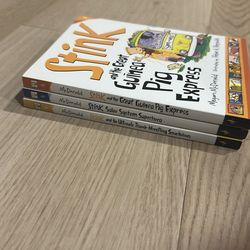 Stink
and the Great
Guinea
Pig
Express
Megan McDonald
McDonald Stink and the Great Guinea Pig Express
McDonald Stink Solar System Superhero
McDonald Stink and the Ultimate Thumb-Wrestling Smackdown